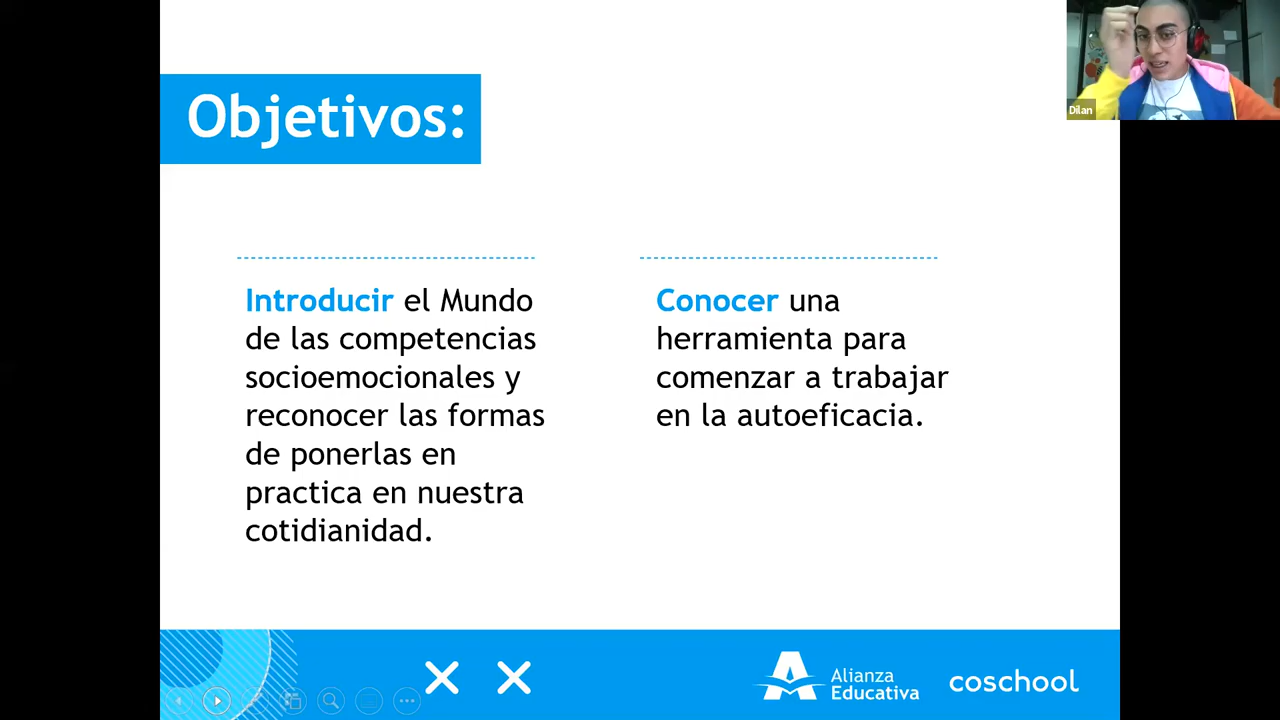 Objetivos:
Dilan
Introducir el Mundo
de las competencias
socioemocionales y
reconocer las formas
de ponerlas en
practica en nuestra
cotidianidad.
Conocer una
herramienta para
comenzar a trabajar
en la autoeficacia.
Alianza
Educativa
coschool